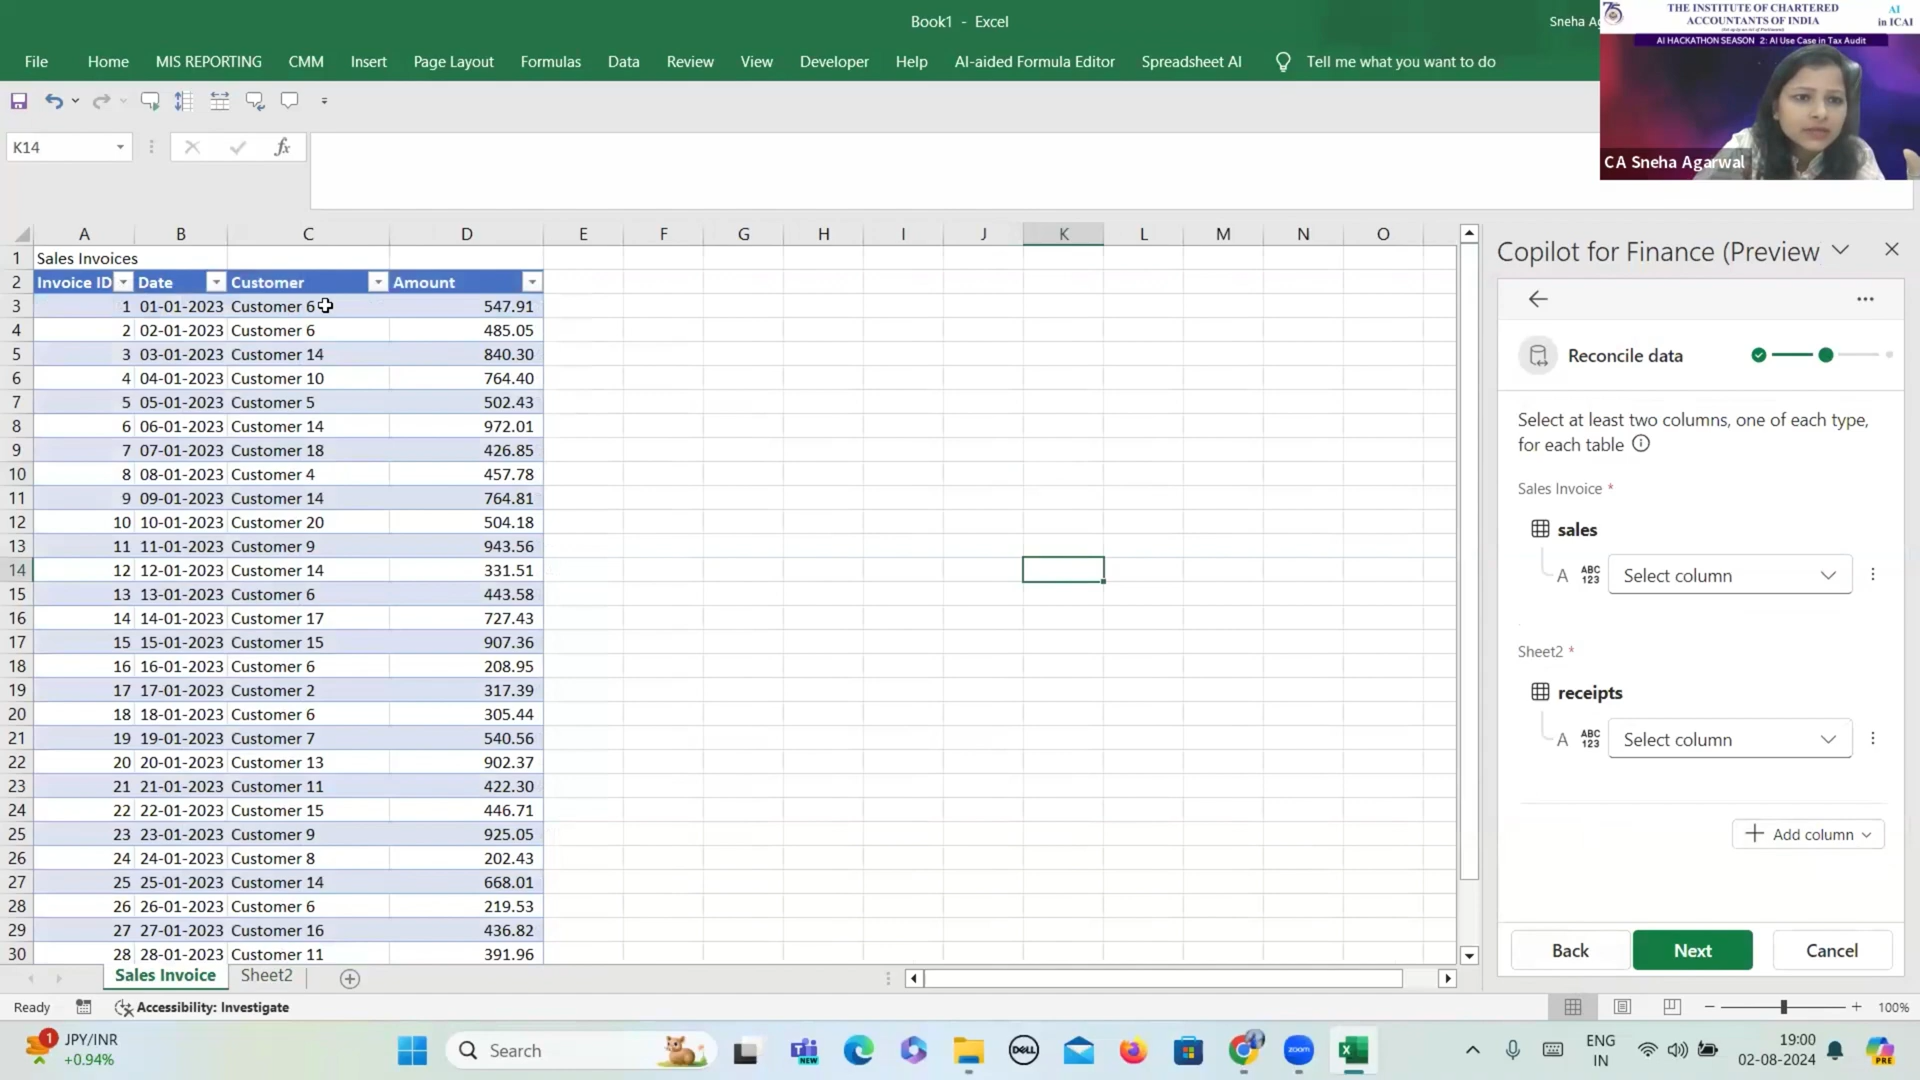 Book1 - Excel
Sneha Ag
THE INSTITUTE OF CHARTERED
ACCOUNTANTS OF INDIA
AI
in ICAI
AI HACKATHON SEASON 2: AI Use Case in Tax Audit
CA Sneha Agarwal
File Home MIS REPORTING CMM Insert Page Layout Formulas Data Review View Developer Help AI-aided Formula Editor Spreadsheet AI Tell me what you want to do
K14 fx
A B C D E F G H I J K L M N O
1 Sales Invoices
2 Invoice ID Date Customer Amount
3 1 01-01-2023 Customer 6 547.91
4 2 02-01-2023 Customer 6 485.05
5 3 03-01-2023 Customer 14 840.30
6 4 04-01-2023 Customer 10 764.40
7 5 05-01-2023 Customer 5 502.43
8 6 06-01-2023 Customer 14 972.01
9 7 07-01-2023 Customer 18 426.85
10 8 08-01-2023 Customer 4 457.78
11 9 09-01-2023 Customer 14 764.81
12 10 10-01-2023 Customer 20 504.18
13 11 11-01-2023 Customer 9 943.56
14 12 12-01-2023 Customer 14 331.51
15 13 13-01-2023 Customer 6 443.58
16 14 14-01-2023 Customer 17 727.43
17 15 15-01-2023 Customer 15 907.36
18 16 16-01-2023 Customer 6 208.95
19 17 17-01-2023 Customer 2 317.39
20 18 18-01-2023 Customer 6 305.44
21 19 19-01-2023 Customer 7 540.56
22 20 20-01-2023 Customer 13 902.37
23 21 21-01-2023 Customer 11 422.30
24 22 22-01-2023 Customer 15 446.71
25 23 23-01-2023 Customer 9 925.05
26 24 24-01-2023 Customer 8 202.43
27 25 25-01-2023 Customer 14 668.01
28 26 26-01-2023 Customer 6 219.53
29 27 27-01-2023 Customer 16 436.82
30 28 28-01-2023 Customer 11 391.96
Sales Invoice Sheet2
Copilot for Finance (Preview
Reconcile data
Select at least two columns, one of each type,
for each table
Sales Invoice *
sales
A ABC 123 Select column
Sheet2 *
receipts
A ABC 123 Select column
Add column
Back Next Cancel
Ready Accessibility: Investigate 100%
1 JPY/INR
+0.94%
Search
NEW
DELL
zoom
ENG
IN
19:00
02-08-2024
PRE